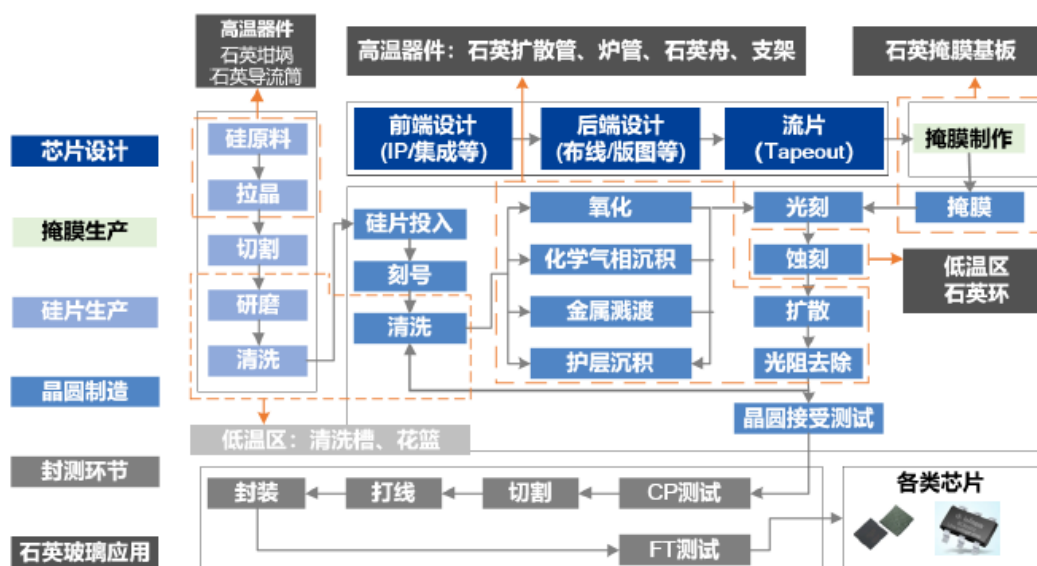 高温器件
石英坩埚
石英导流筒
高温器件：石英扩散管、炉管、石英舟、支架
石英掩膜基板
芯片设计
掩膜生产
硅片生产
晶圆制造
封测环节
石英玻璃应用
硅原料
拉晶
切割
研磨
清洗
前端设计
(IP/集成等)
后端设计
(布线/版图等)
流片
（Tapeout）
掩膜制作
掩膜
硅片投入
刻号
清洗
氧化
化学气相沉积
金属溅渡
护层沉积
光刻
蚀刻
扩散
光阻去除
晶圆接受测试
低温区
石英环
低温区：清洗槽、花篮
封装
打线
切割
CP测试
FT测试
各类芯片